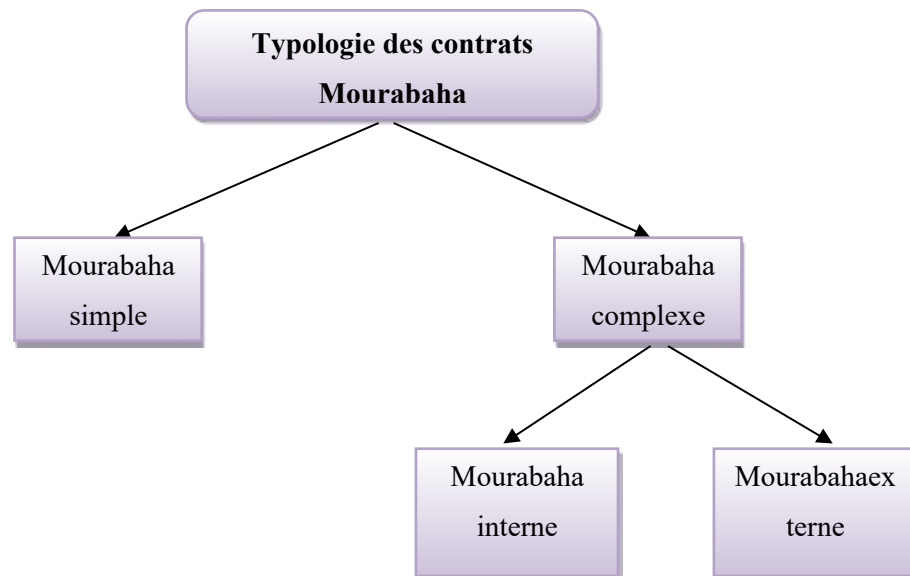 Typologie des contrats
Mourabaha
Mourabaha
simple
Mourabaha
complexe
Mourabaha
interne
Mourabahaex
terne